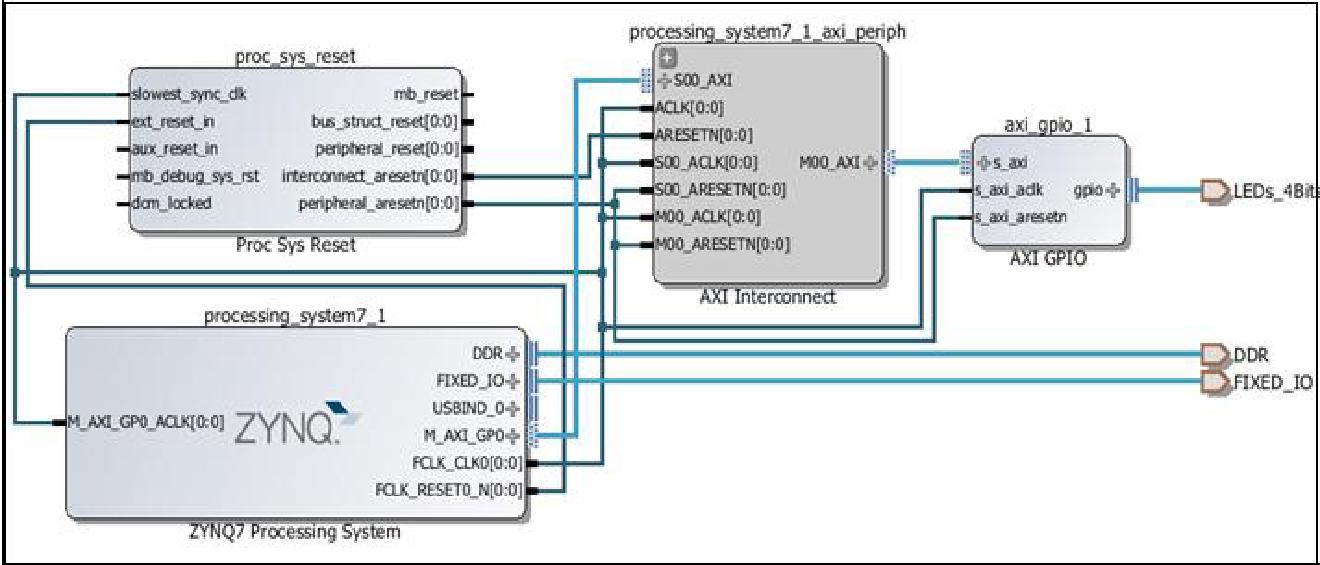 proc_sys_reset
slowest_sync_clk
ext_reset_in
aux_reset_in
mb_debug_sys_rst
dcm_locked
mb_reset
bus_struct_reset[0:0]
peripheral_reset[0:0]
interconnect_aresetn[0:0]
peripheral_aresetn[0:0]
Proc Sys Reset
processing_system7_1_axi_periph
S00_AXI
ACLK[0:0]
ARESETN[0:0]
S00_ACLK[0:0]
S00_ARESETN[0:0]
M00_ACLK[0:0]
M00_ARESETN[0:0]
M00_AXI
AXI Interconnect
axi_gpio_1
s_axi
s_axi_aclk
s_axi_aresetn
gpio
AXI GPIO
LEDs_4Bits
processing_system7_1
M_AXI_GP0_ACLK[0:0]
ZYNQ.
DDR
FIXED_IO
USBIND_0
M_AXI_GP0
FCLK_CLK0[0:0]
FCLK_RESET0_N[0:0]
ZYNQ7 Processing System
DDR
FIXED_IO